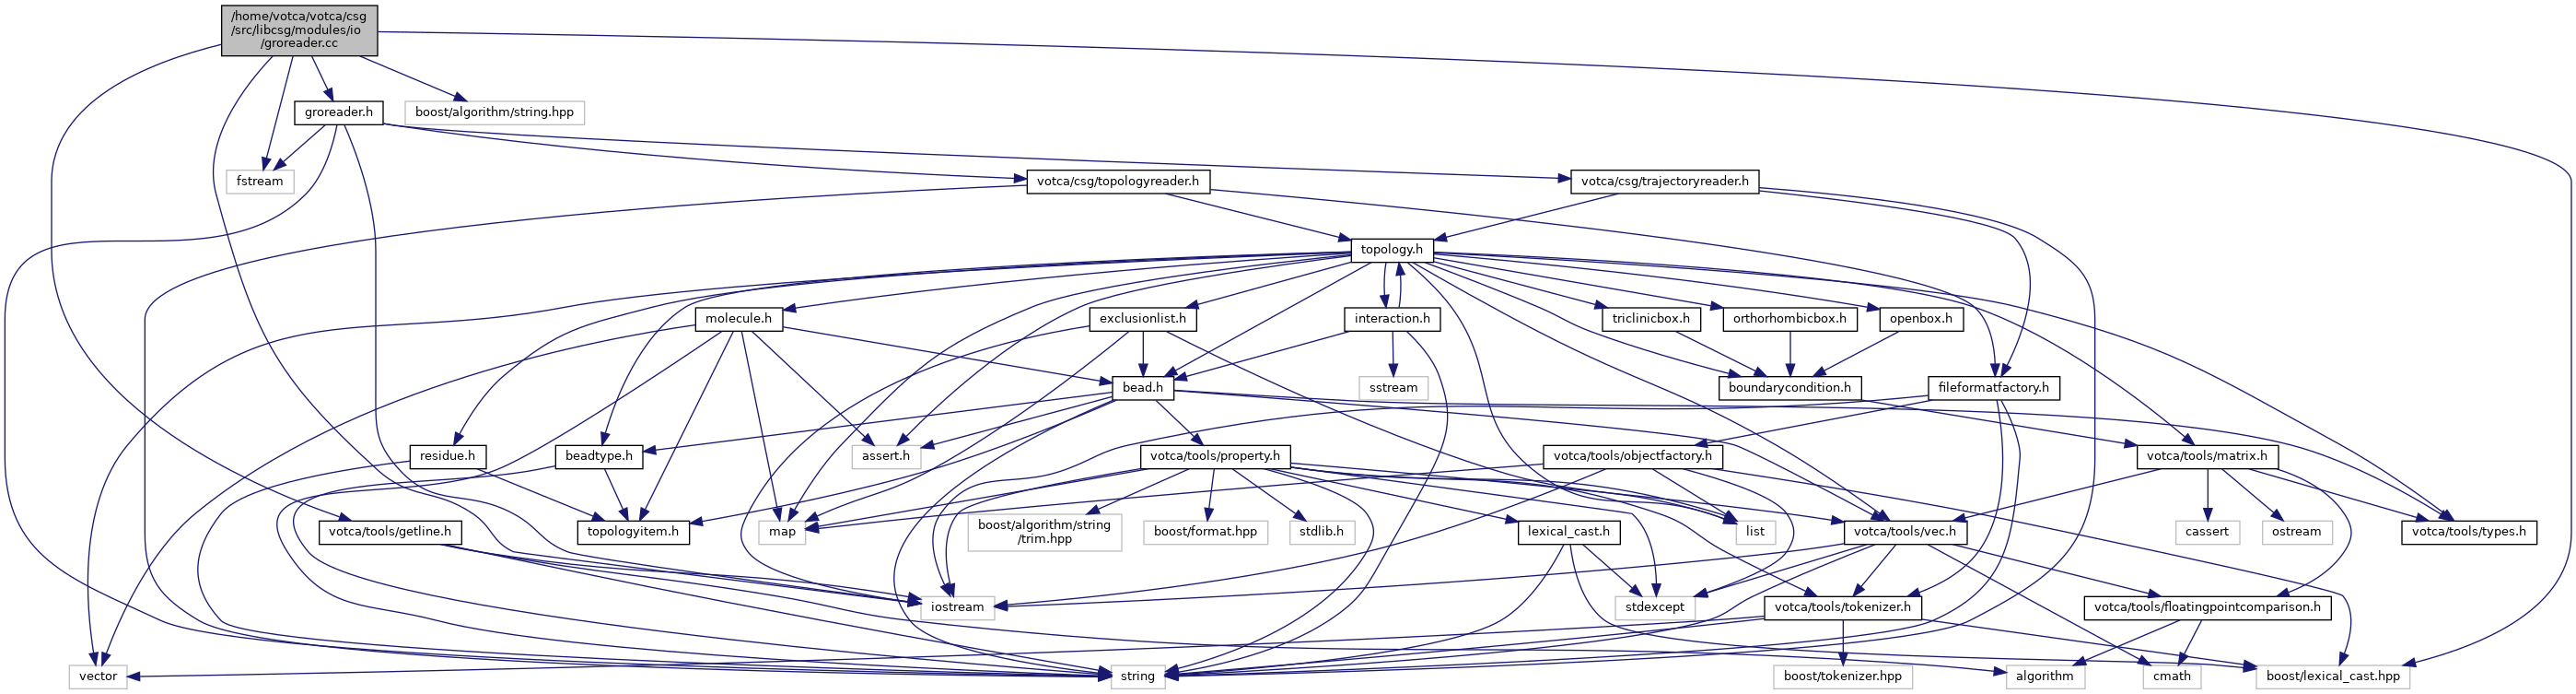 /home/votca/votca/csg
/src/libcsg/modules/io
/groreader.cc
groreader.h
boost/algorithm/string.hpp
fstream
votca/csg/topologyreader.h
votca/csg/trajectoryreader.h
topology.h
molecule.h
exclusionlist.h
interaction.h
triclinicbox.h
orthorhombicbox.h
openbox.h
sstream
bead.h
boundarycondition.h
fileformatfactory.h
residue.h
beadtype.h
assert.h
votca/tools/property.h
votca/tools/objectfactory.h
votca/tools/matrix.h
votca/tools/getline.h
topologyitem.h
map
boost/algorithm/string
/trim.hpp
boost/format.hpp
stdlib.h
lexical_cast.h
list
votca/tools/vec.h
cassert
ostream
votca/tools/types.h
iostream
stdexcept
votca/tools/tokenizer.h
votca/tools/floatingpointcomparison.h
vector
string
boost/tokenizer.hpp
algorithm
cmath
boost/lexical_cast.hpp